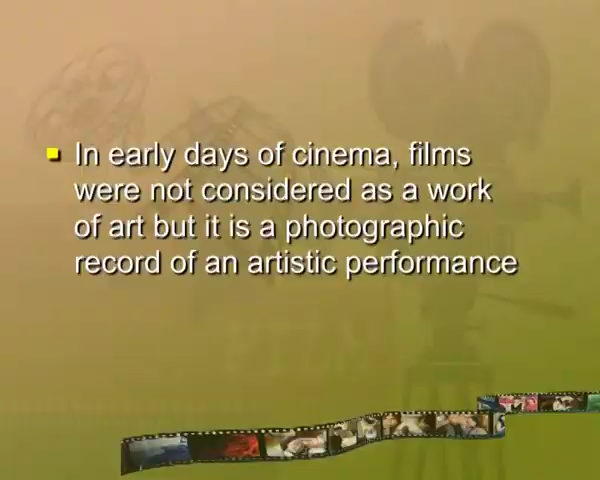 In early days of cinema, films
were not considered as a work
of art but it is a photographic
record of an artistic performance